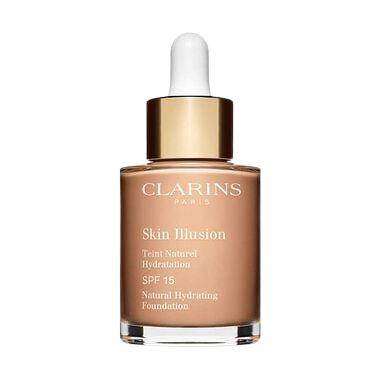 CLARINS
PARIS
Skin Illusion
Teint Naturel
Hydratation
SPF 15
Natural Hydrating
Foundation